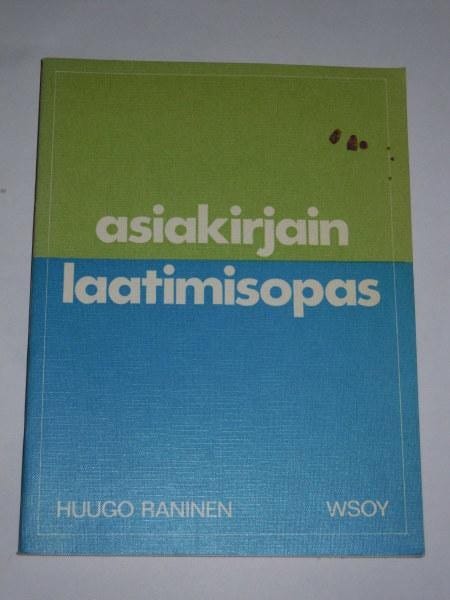 asiakirjain
laatimisopas
HUUGO RANINEN WSOY